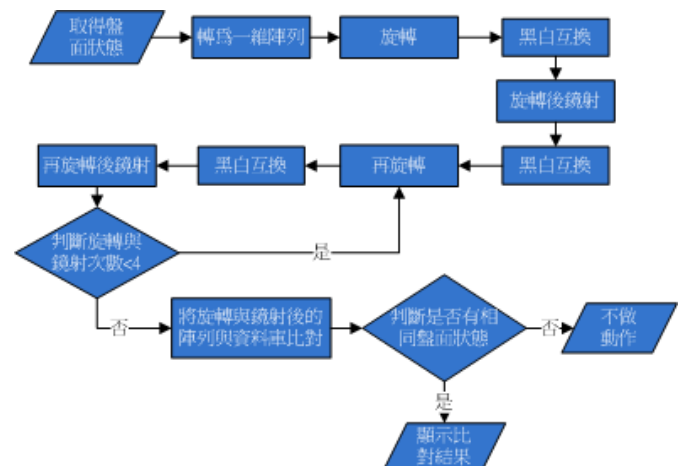 取得盤
面狀態
轉為一維陣列
旋轉
黑白互換
旋轉後鏡射
黑白互換
再旋轉
黑白互換
再旋轉後鏡射
判斷旋轉與
鏡射次數<4
是
否
將旋轉與鏡射後的
陣列與資料庫比對
判斷是否有相
同盤面狀態
否
不做
動作
是
顯示比
對結果